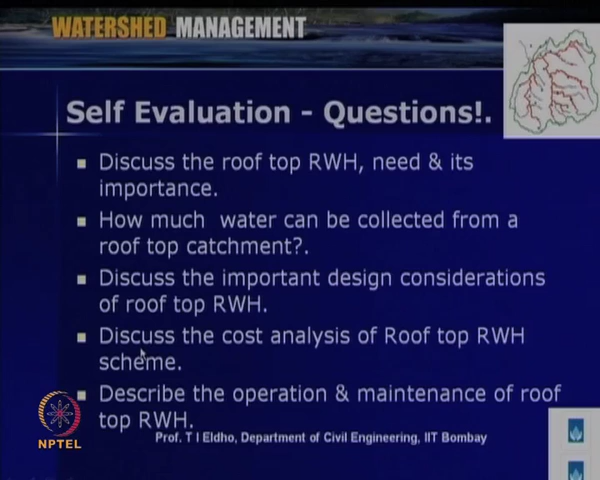 WATERSHED MANAGEMENT
Self Evaluation - Questions!.
Discuss the roof top RWH, need & its
importance.
How much water can be collected from a
roof top catchment?.
Discuss the important design considerations
of roof top RWH.
Discuss the cost analysis of Roof top RWH
scheme.
Describe the operation & maintenance of roof
top RWH.
Prof. T I Eldho, Department of Civil Engineering, IIT Bombay
NPTEL